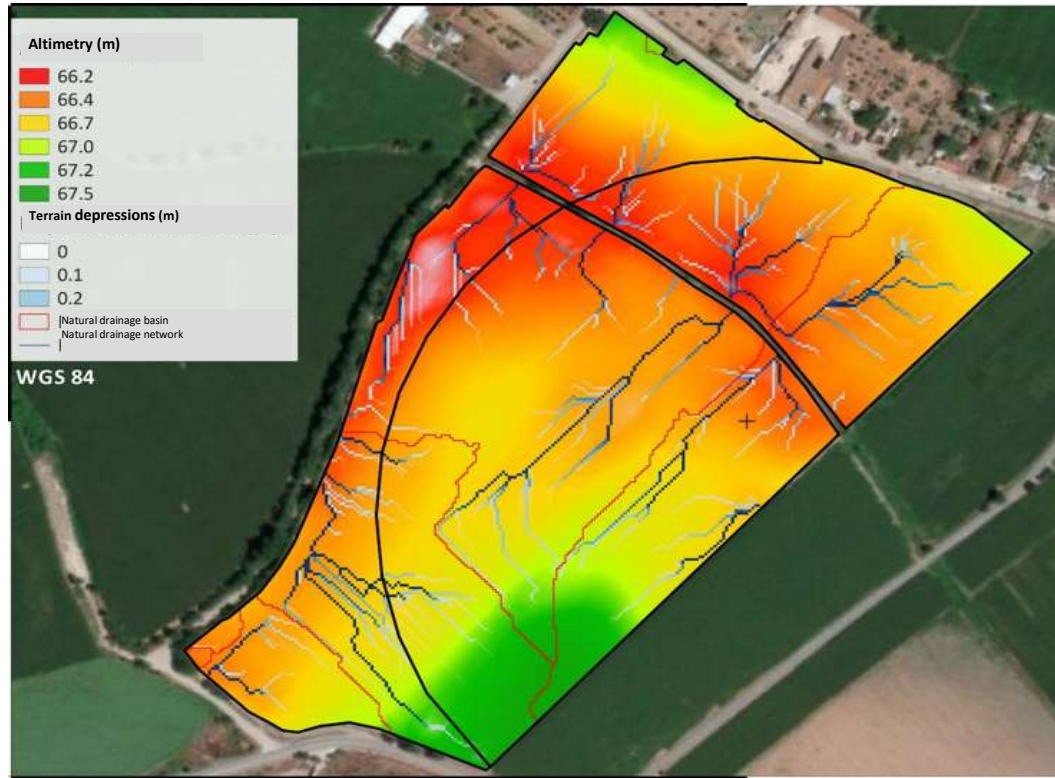 Altimetry (m)
66.2
66.4
66.7
67.0
67.2
67.5
Terrain depressions (m)
0
0.1
0.2
Natural drainage basin
Natural drainage network
WGS 84